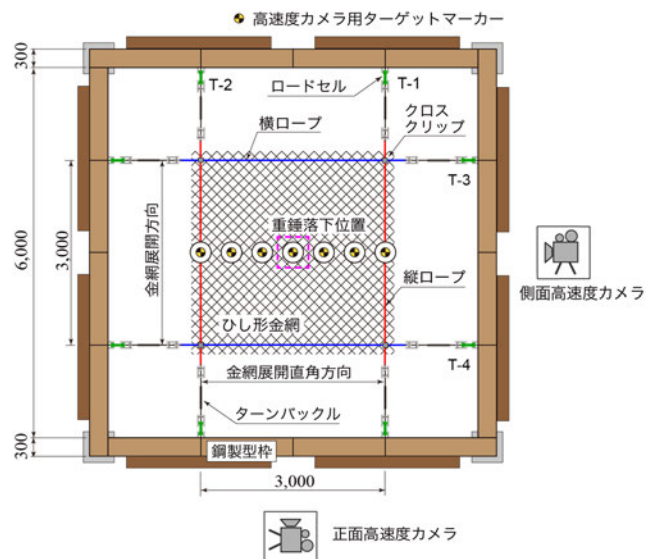 高速度カメラ用ターゲットマーカー
300
T-2
ロードセル
T-1
クロス
クリップ
横ロープ
T-3
6,000
3,000
金網展開方向
重錘落下位置
側面高速度カメラ
縦ロープ
ひし形金網
T-4
金網展開直角方向
ターンバックル
300
鋼製型枠
3,000
正面高速度カメラ